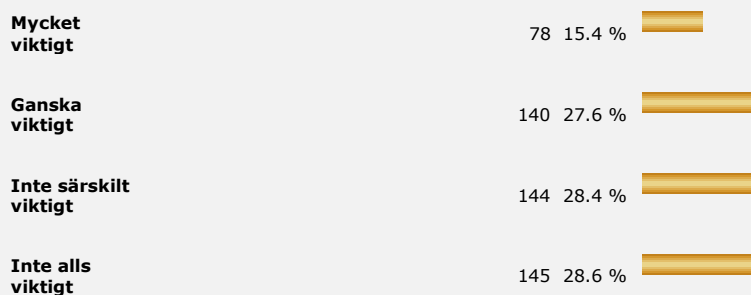 Mycket
viktigt
78 15.4 %
Ganska
viktigt
140 27.6 %
Inte särskilt
viktigt
144 28.4 %
Inte alls
viktigt
145 28.6 %